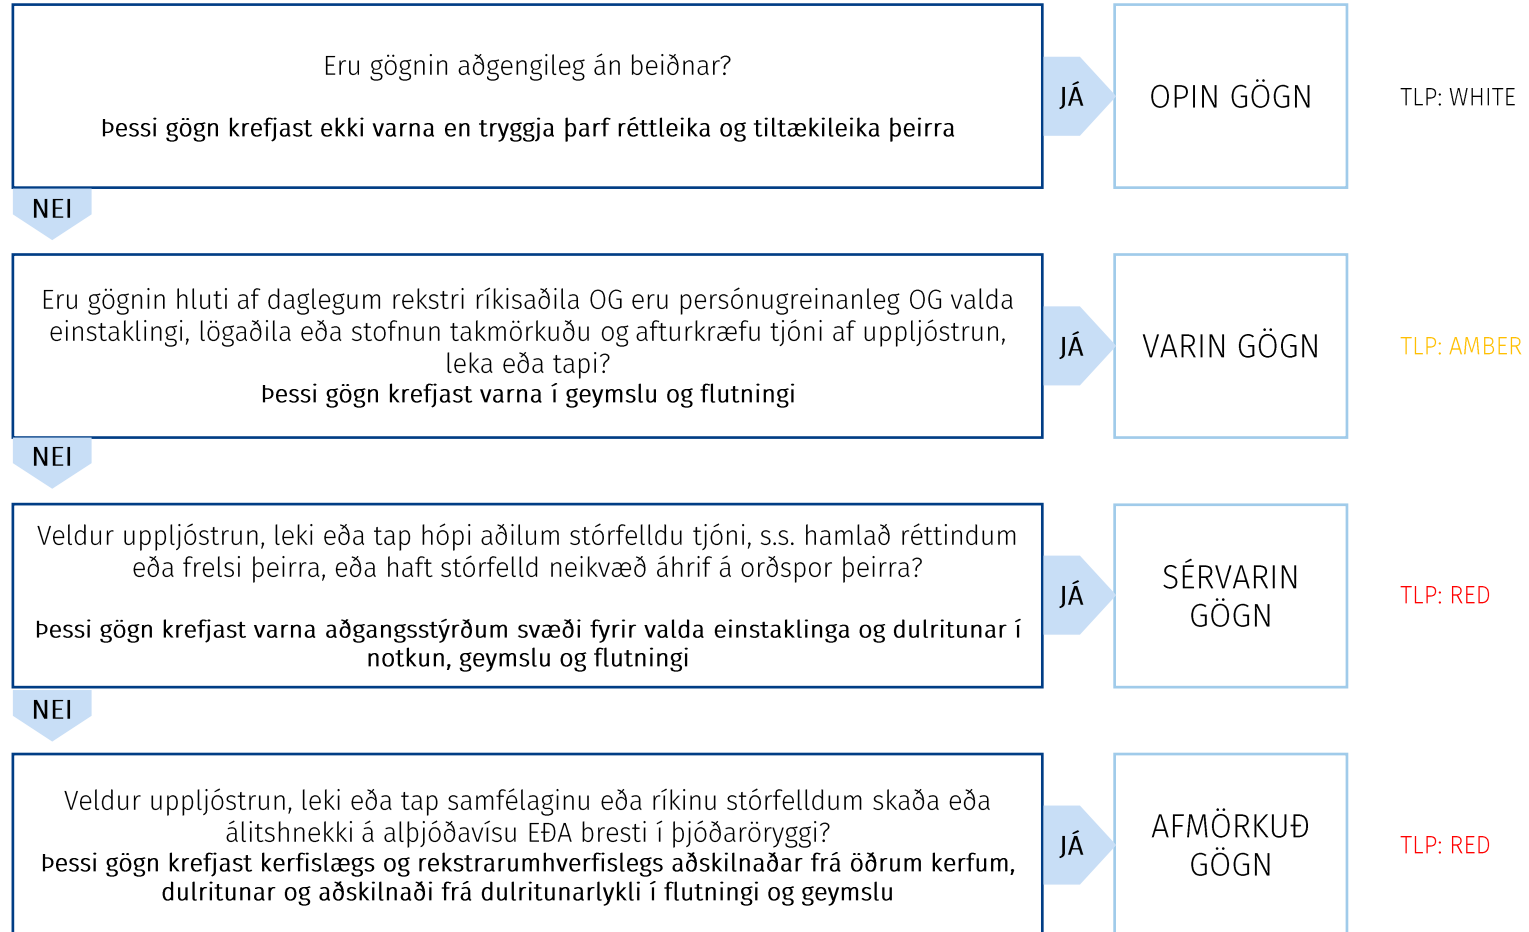 Eru gögnin aðgengileg án beiðnar?
Þessi gögn krefjast ekki varna en tryggja þarf réttleika og tiltækileika þeirra
JÁ
OPIN GÖGN
TLP: WHITE
NEI
Eru gögnin hluti af daglegum rekstri ríkisaðila OG eru persónugreinanleg OG valda
einstaklingi, lögaðila eða stofnun takmörkuðu og afturkræfu tjóni af uppljóstrun,
leka eða tapi?
Þessi gögn krefjast varna í geymslu og flutningi
JÁ
VARIN GÖGN
TLP: AMBER
NEI
Veldur uppljóstrun, leki eða tap hópi aðilum stórfelldu tjóni, s.s. hamlað réttindum
eða frelsi þeirra, eða haft stórfelld neikvæð áhrif á orðspor þeirra?
Þessi gögn krefjast varna aðgangsstýrðum svæði fyrir valda einstaklinga og dulritunar í
notkun, geymslu og flutningi
JÁ
SÉRVARIN
GÖGN
TLP: RED
NEI
Veldur uppljóstrun, leki eða tap samfélaginu eða ríkinu stórfelldum skaða eða
álitshnekki á alþjóðavísu EÐA bresti í þjóðaröryggi?
Þessi gögn krefjast kerfislægs og rekstrarumhverfislegs aðskilnaðar frá öðrum kerfum,
dulritunar og aðskilnaði frá dulritunarlykli í flutningi og geymslu
JÁ
AFMÖRKUÐ
GÖGN
TLP: RED